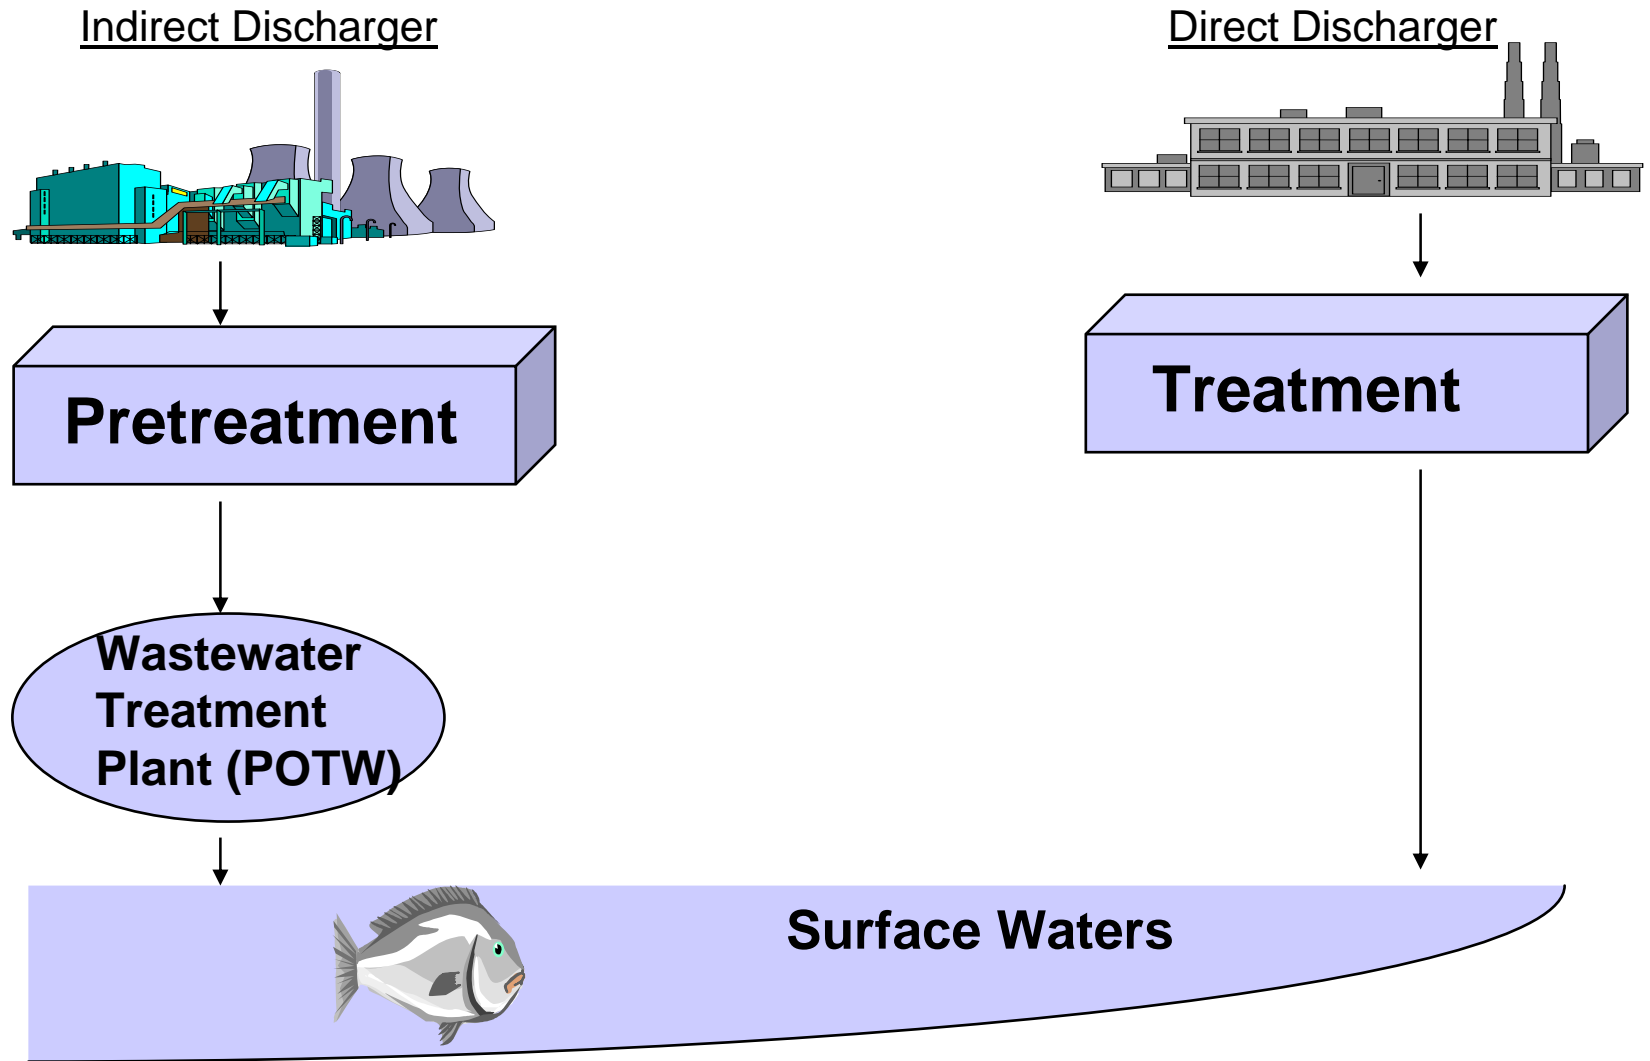 Indirect Discharger
Direct Discharger
Pretreatment
Treatment
Wastewater
Treatment
Plant (POTW)
Surface Waters